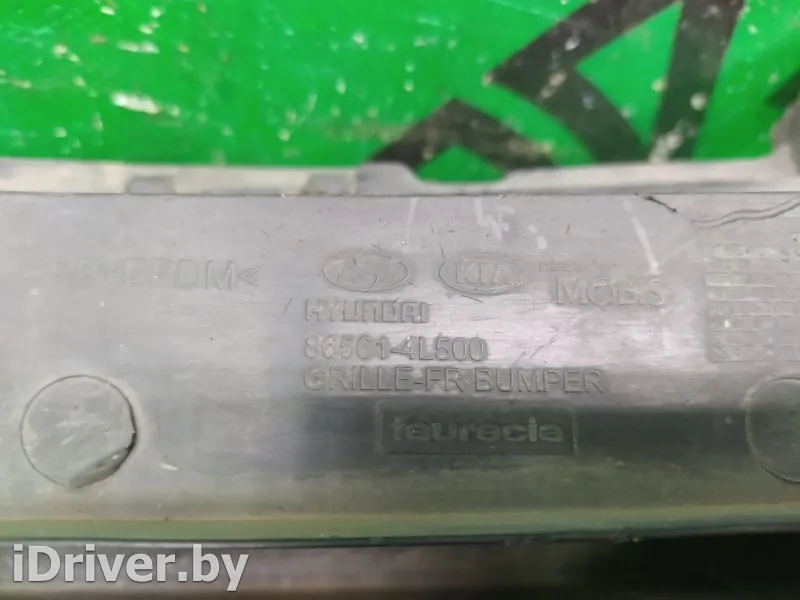 KIA MOBIS
HYUNDAI
86561-4L500
GRILLE-FR BUMPER
faurecia
iDriver.by